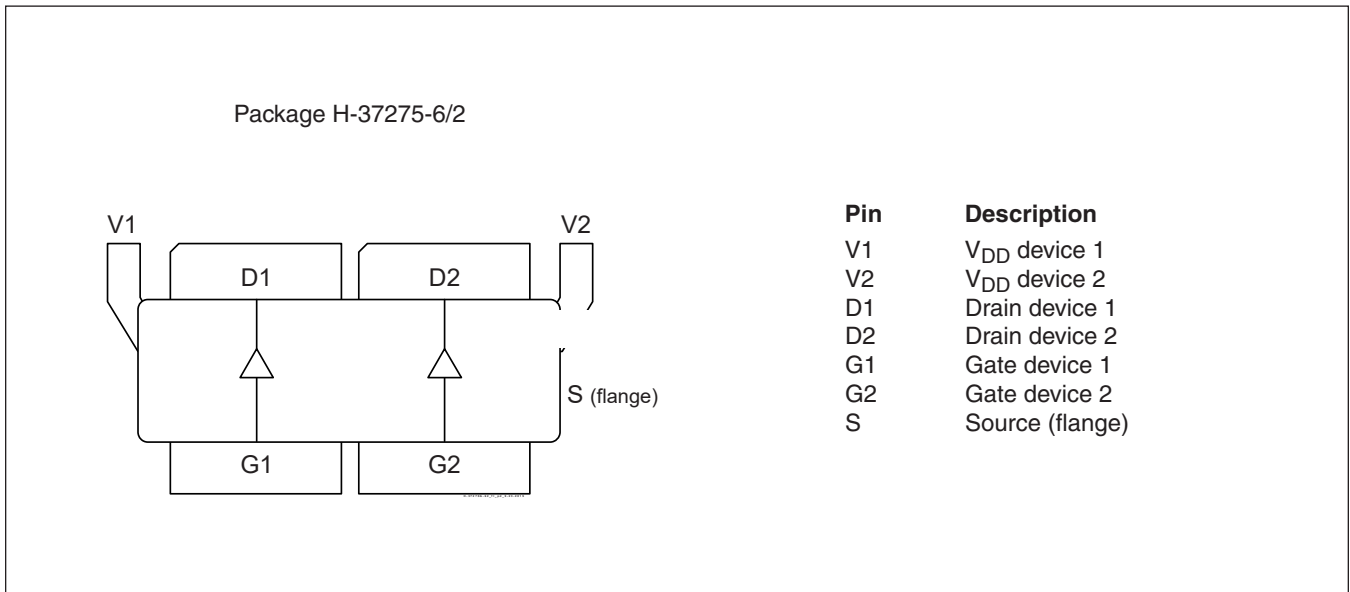 Package H-37275-6/2
V1
V2
D1
D2
S (flange)
G1
G2
Pin Description
V1 VDD device 1
V2 VDD device 2
D1 Drain device 1
D2 Drain device 2
G1 Gate device 1
G2 Gate device 2
S Source (flange)